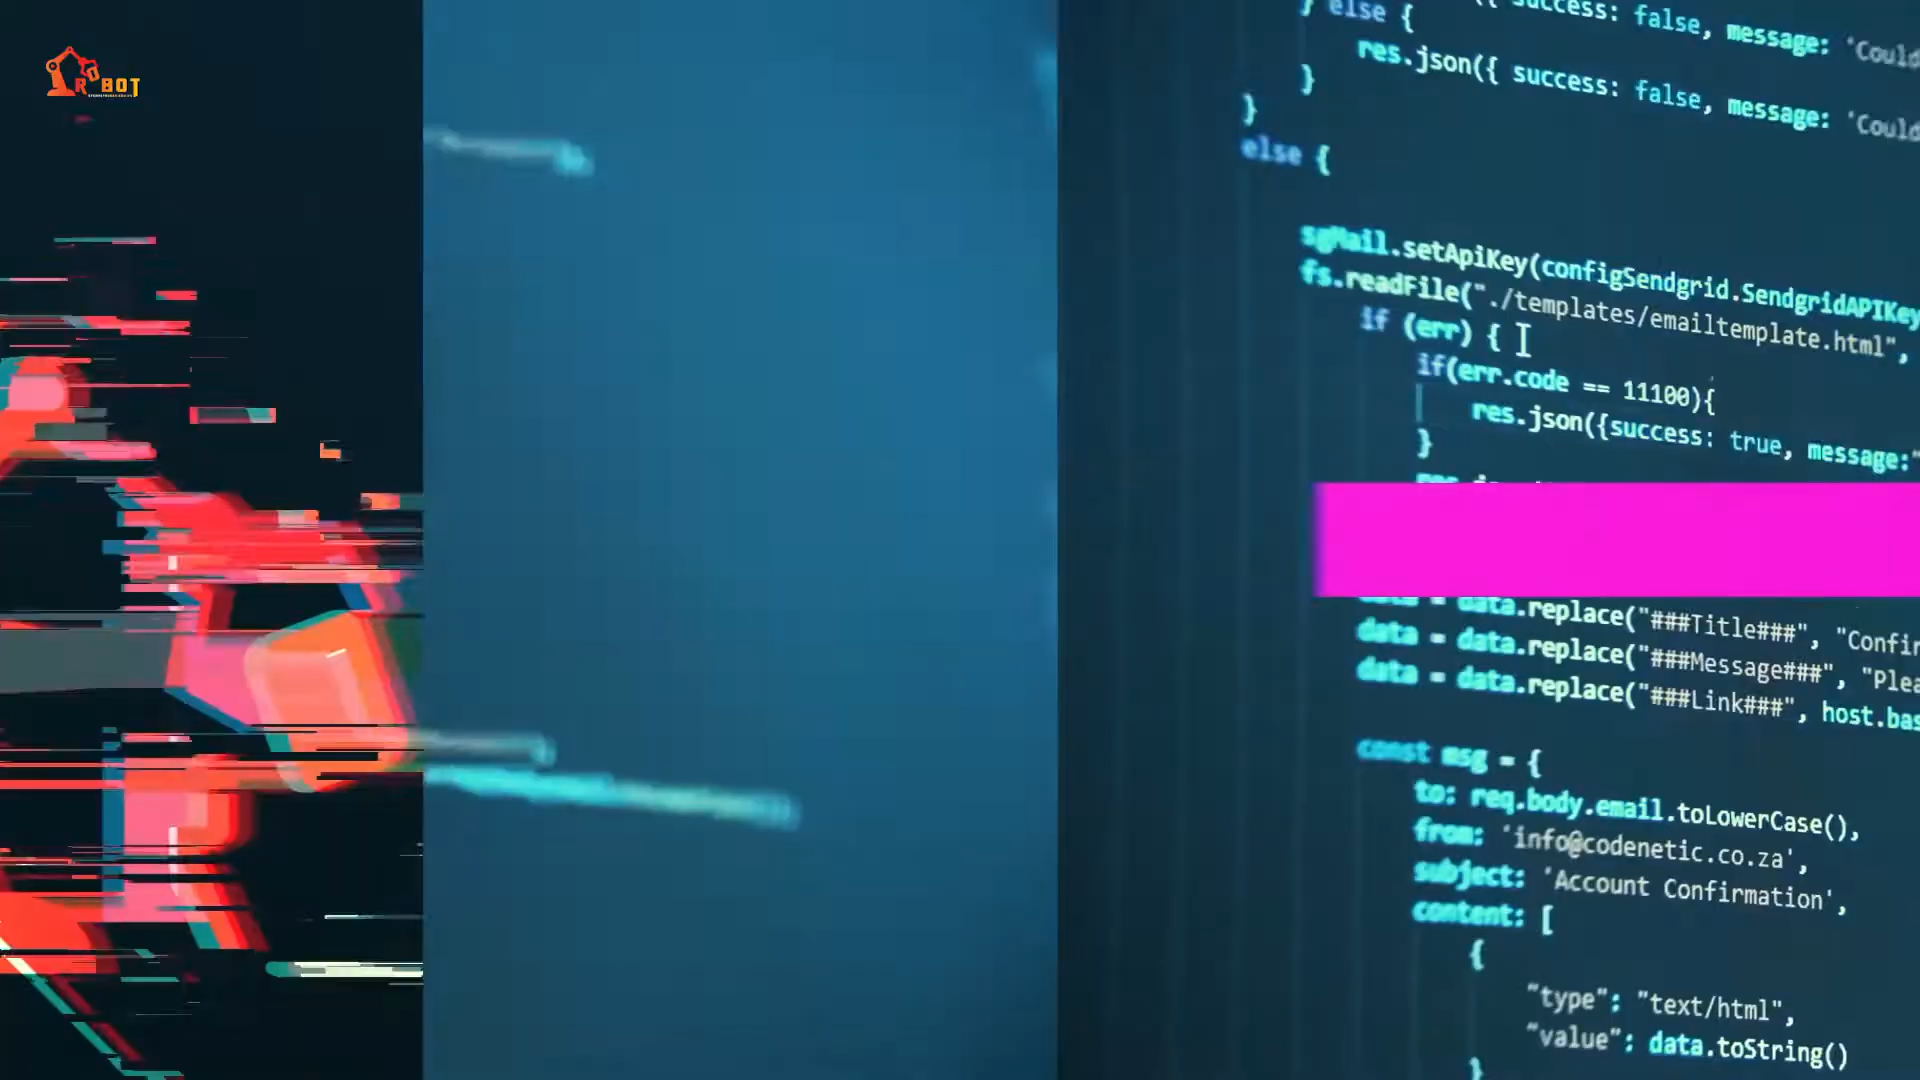 ROBOT
} else {
res.json({ success: false, message: 'Could
}
}
else {
sgMail.setApiKey(configSendgrid.SendgridAPIKey
fs.readFile("./templates/emailtemplate.html",
if (err) {
if(err.code == 11100){
res.json({success: true, message:"
}
data = data.replace("###Title###", "Confir
data = data.replace("###Message###", "Plea
data = data.replace("###Link###", host.bas
const msg = {
to: req.body.email.toLowerCase(),
from: 'info@codenetic.co.za',
subject: 'Account Confirmation',
content: [
{
"type": "text/html",
"value": data.toString()
}